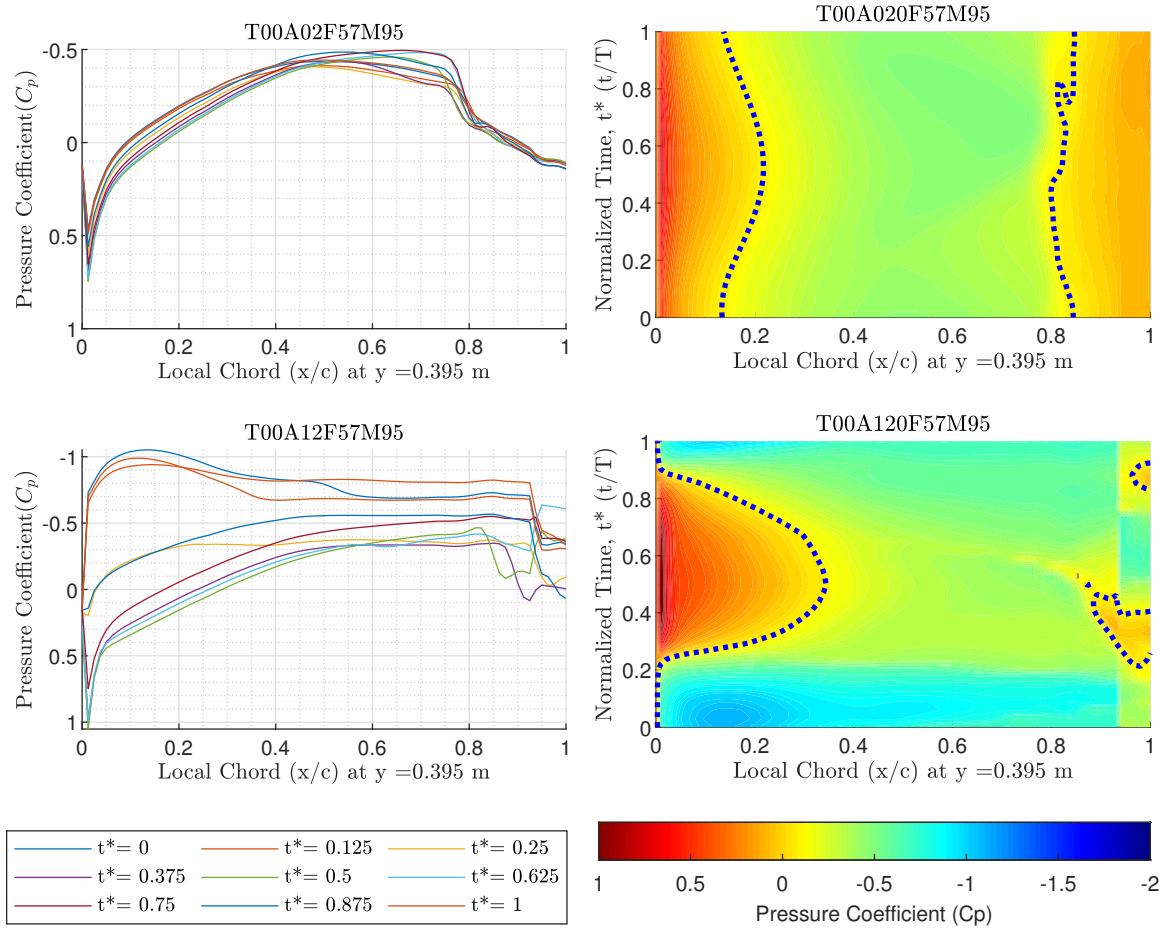 T00A02F57M95
-0.5
0
0.5
1
Pressure Coefficient(Cp)
0 0.2 0.4 0.6 0.8 1
Local Chord (x/c) at y =0.395 m
T00A020F57M95
1
0.8
0.6
0.4
0.2
0
Normalized Time, t* (t/T)
0 0.2 0.4 0.6 0.8 1
Local Chord (x/c) at y =0.395 m
T00A12F57M95
-1
-0.5
0
0.5
1
Pressure Coefficient(Cp)
0 0.2 0.4 0.6 0.8 1
Local Chord (x/c) at y =0.395 m
T00A120F57M95
1
0.8
0.6
0.4
0.2
0
Normalized Time, t* (t/T)
0 0.2 0.4 0.6 0.8 1
Local Chord (x/c) at y =0.395 m
t*= 0 t*= 0.125 t*= 0.25
t*= 0.375 t*= 0.5 t*= 0.625
t*= 0.75 t*= 0.875 t*= 1
1 0.5 0 -0.5 -1 -1.5 -2
Pressure Coefficient (Cp)